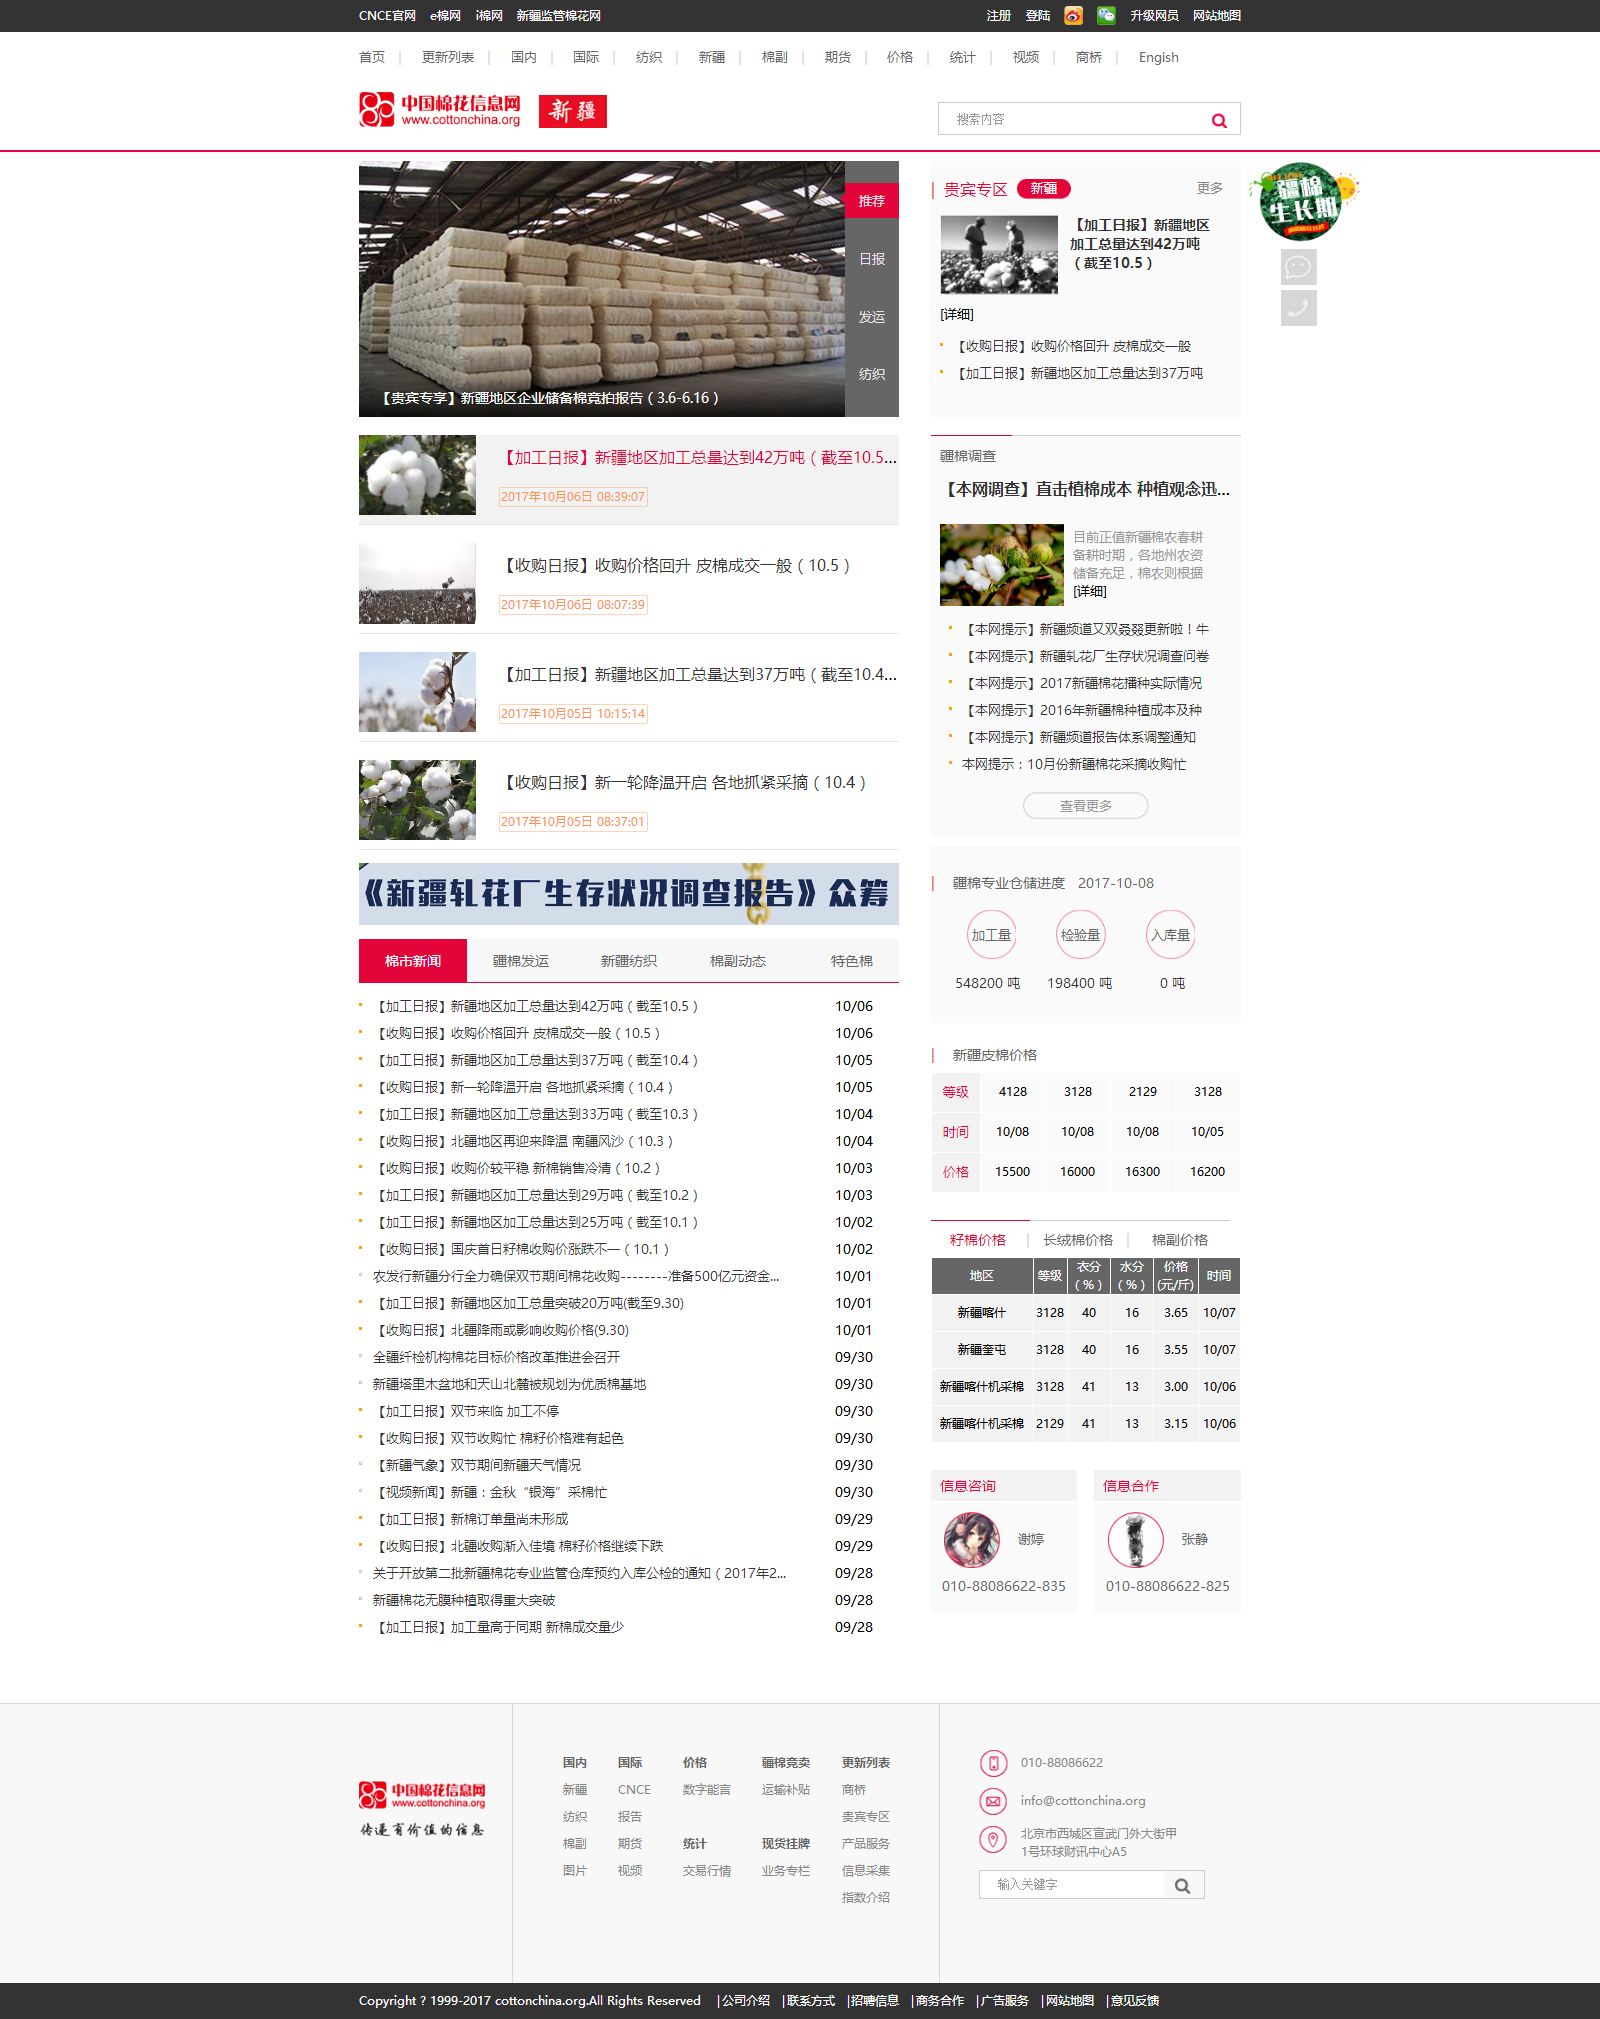 CNCE官网 e棉网 i棉网 新疆监管棉花网 注册 登陆 升级网员 网站地图
首页 | 更新列表 | 国内 | 国际 | 纺织 | 新疆 | 棉副 | 期货 | 价格 | 统计 | 视频 | 商桥 | Engish
中国棉花信息网
www.cottonchina.org
新疆
搜索内容
推荐
日报
发运
纺织
【贵宾专享】新疆地区企业储备棉竞拍报告（3.6-6.16）
贵宾专区 新疆 更多
【加工日报】新疆地区
加工总量达到42万吨
（截至10.5）
[详细]
【收购日报】收购价格回升 皮棉成交一般
【加工日报】新疆地区加工总量达到37万吨
疆棉
生长期
【加工日报】新疆地区加工总量达到42万吨（截至10.5...
2017年10月06日 08:39:07
【收购日报】收购价格回升 皮棉成交一般（10.5）
2017年10月06日 08:07:39
【加工日报】新疆地区加工总量达到37万吨（截至10.4...
2017年10月05日 10:15:14
【收购日报】新一轮降温开启 各地抓紧采摘（10.4）
2017年10月05日 08:37:01
疆棉调查
【本网调查】直击植棉成本 种植观念迅...
目前正值新疆棉农春耕
备耕时期，各地州农资
储备充足，棉农则根据
[详细]
【本网提示】新疆频道又双叒叕更新啦！牛
【本网提示】新疆轧花厂生存状况调查问卷
【本网提示】2017新疆棉花播种实际情况
【本网提示】2016年新疆棉种植成本及种
【本网提示】新疆频道报告体系调整通知
本网提示：10月份新疆棉花采摘收购忙
查看更多
《新疆轧花厂生存状况调查报告》众筹
疆棉专业仓储进度 2017-10-08
加工量 检验量 入库量
548200 吨 198400 吨 0 吨
棉市新闻 疆棉发运 新疆纺织 棉副动态 特色棉
【加工日报】新疆地区加工总量达到42万吨（截至10.5） 10/06
【收购日报】收购价格回升 皮棉成交一般（10.5） 10/06
【加工日报】新疆地区加工总量达到37万吨（截至10.4） 10/05
【收购日报】新一轮降温开启 各地抓紧采摘（10.4） 10/05
【加工日报】新疆地区加工总量达到33万吨（截至10.3） 10/04
【收购日报】北疆地区再迎来降温 南疆风沙（10.3） 10/04
【收购日报】收购价较平稳 新棉销售冷清（10.2） 10/03
【加工日报】新疆地区加工总量达到29万吨（截至10.2） 10/03
【加工日报】新疆地区加工总量达到25万吨（截至10.1） 10/02
【收购日报】国庆首日籽棉收购价涨跌不一（10.1） 10/02
农发行新疆分行全力确保双节期间棉花收购--------准备500亿元资金... 10/01
【加工日报】新疆地区加工总量突破20万吨(截至9.30) 10/01
【收购日报】北疆降雨或影响收购价格(9.30) 10/01
全疆纤检机构棉花目标价格改革推进会召开 09/30
新疆塔里木盆地和天山北麓被规划为优质棉基地 09/30
【加工日报】双节来临 加工不停 09/30
【收购日报】双节收购忙 棉籽价格难有起色 09/30
【新疆气象】双节期间新疆天气情况 09/30
【视频新闻】新疆：金秋“银海”采棉忙 09/30
【加工日报】新棉订单量尚未形成 09/29
【收购日报】北疆收购渐入佳境 棉籽价格继续下跌 09/29
关于开放第二批新疆棉花专业监管仓库预约入库公检的通知（2017年2... 09/28
新疆棉花无膜种植取得重大突破 09/28
【加工日报】加工量高于同期 新棉成交量少 09/28
新疆皮棉价格
等级 4128 3128 2129 3128
时间 10/08 10/08 10/08 10/05
价格 15500 16000 16300 16200
籽棉价格 | 长绒棉价格 | 棉副价格
地区 等级 衣分（%） 水分（%） 价格(元/斤) 时间
新疆喀什 3128 40 16 3.65 10/07
新疆奎屯 3128 40 16 3.55 10/07
新疆喀什机采棉 3128 41 13 3.00 10/06
新疆喀什机采棉 2129 41 13 3.15 10/06
信息咨询 信息合作
谢婷 张静
010-88086622-835 010-88086622-825
中国棉花信息网
www.cottonchina.org
传递有价值的信息
国内 国际 价格 疆棉竞卖 更新列表
新疆 CNCE 数字能言 运输补贴 商桥
纺织 报告 贵宾专区
棉副 期货 统计 现货挂牌 产品服务
图片 视频 交易行情 业务专栏 信息采集
指数介绍
010-88086622
info@cottonchina.org
北京市西城区宣武门外大街甲
1号环球财讯中心A5
输入关键字
Copyright ? 1999-2017 cottonchina.org.All Rights Reserved |公司介绍 |联系方式 |招聘信息 |商务合作 |广告服务 |网站地图 |意见反馈